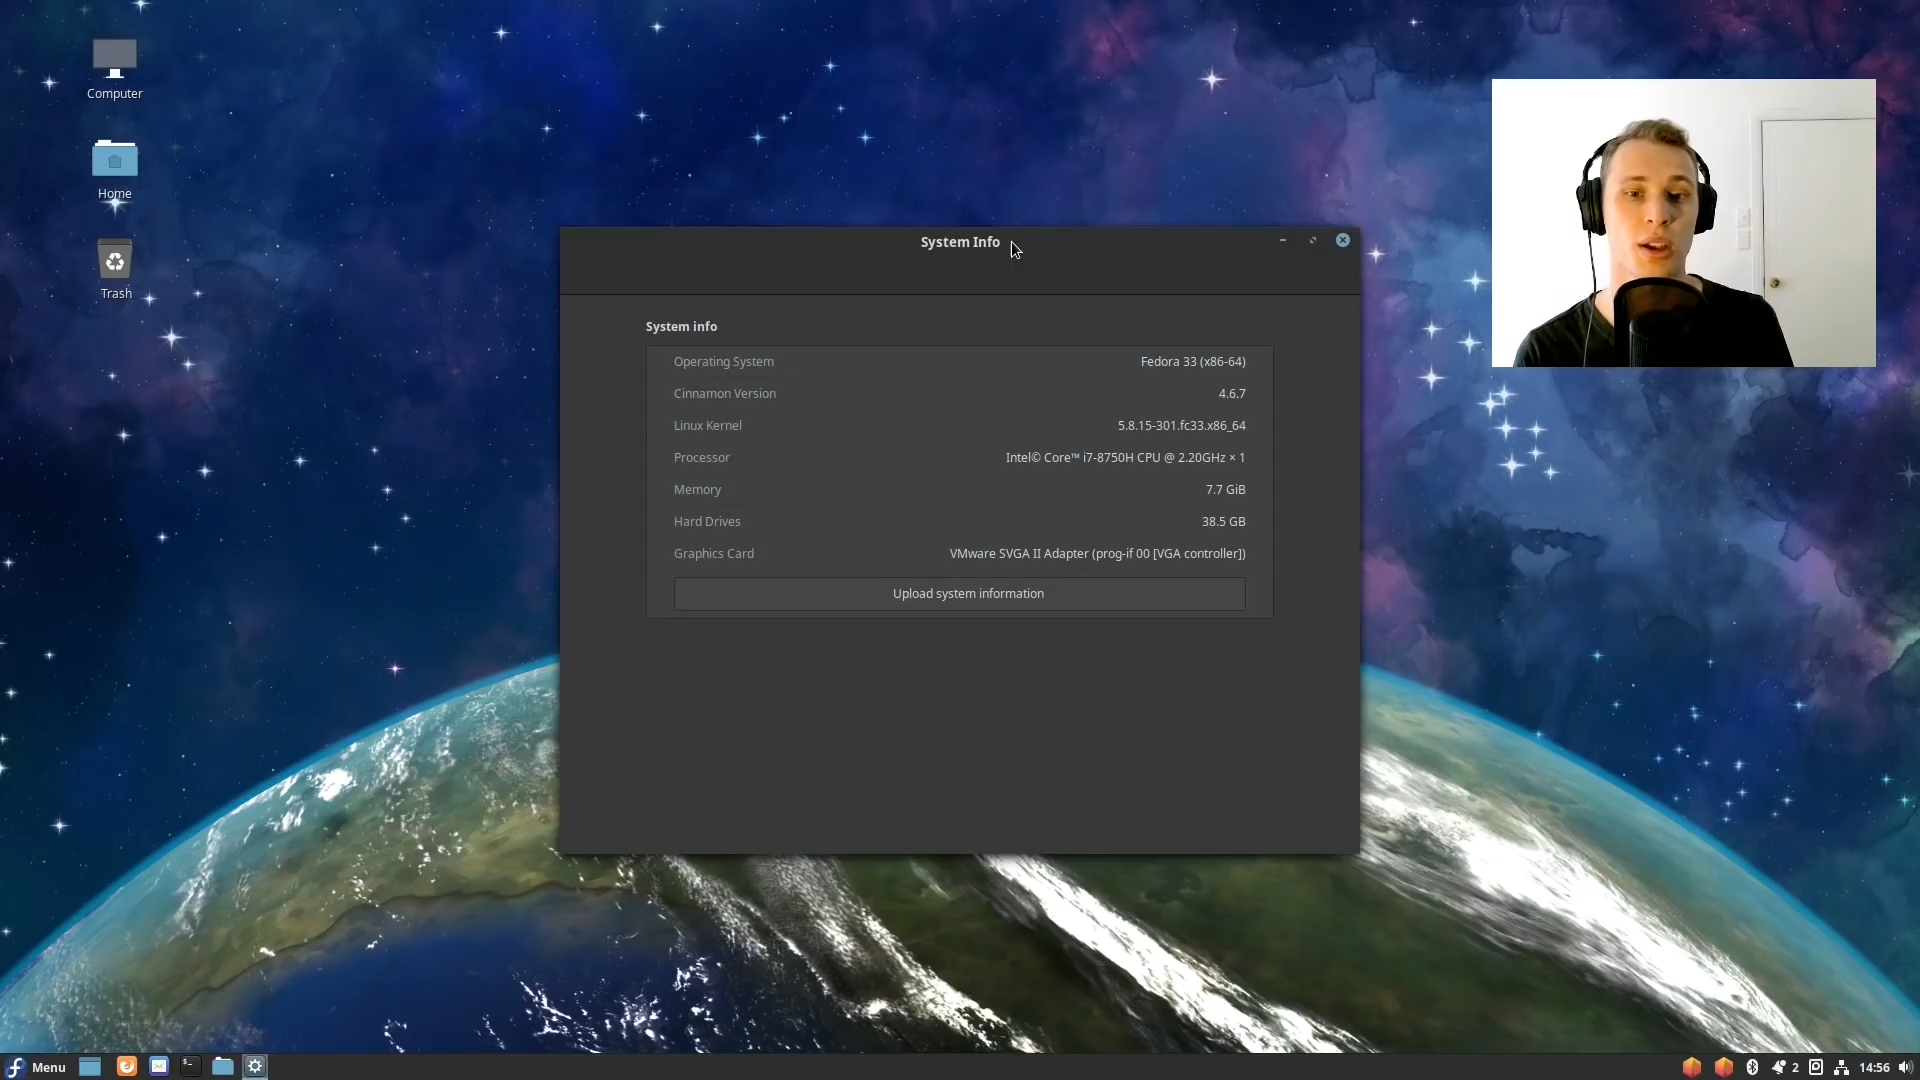 Computer
Home
Trash
System Info
System info
Operating System Fedora 33 (x86-64)
Cinnamon Version 4.6.7
Linux Kernel 5.8.15-301.fc33.x86_64
Processor Intel© Core™ i7-8750H CPU @ 2.20GHz × 1
Memory 7.7 GiB
Hard Drives 38.5 GB
Graphics Card VMware SVGA II Adapter (prog-if 00 [VGA controller])
Upload system information
Menu 2 14:56